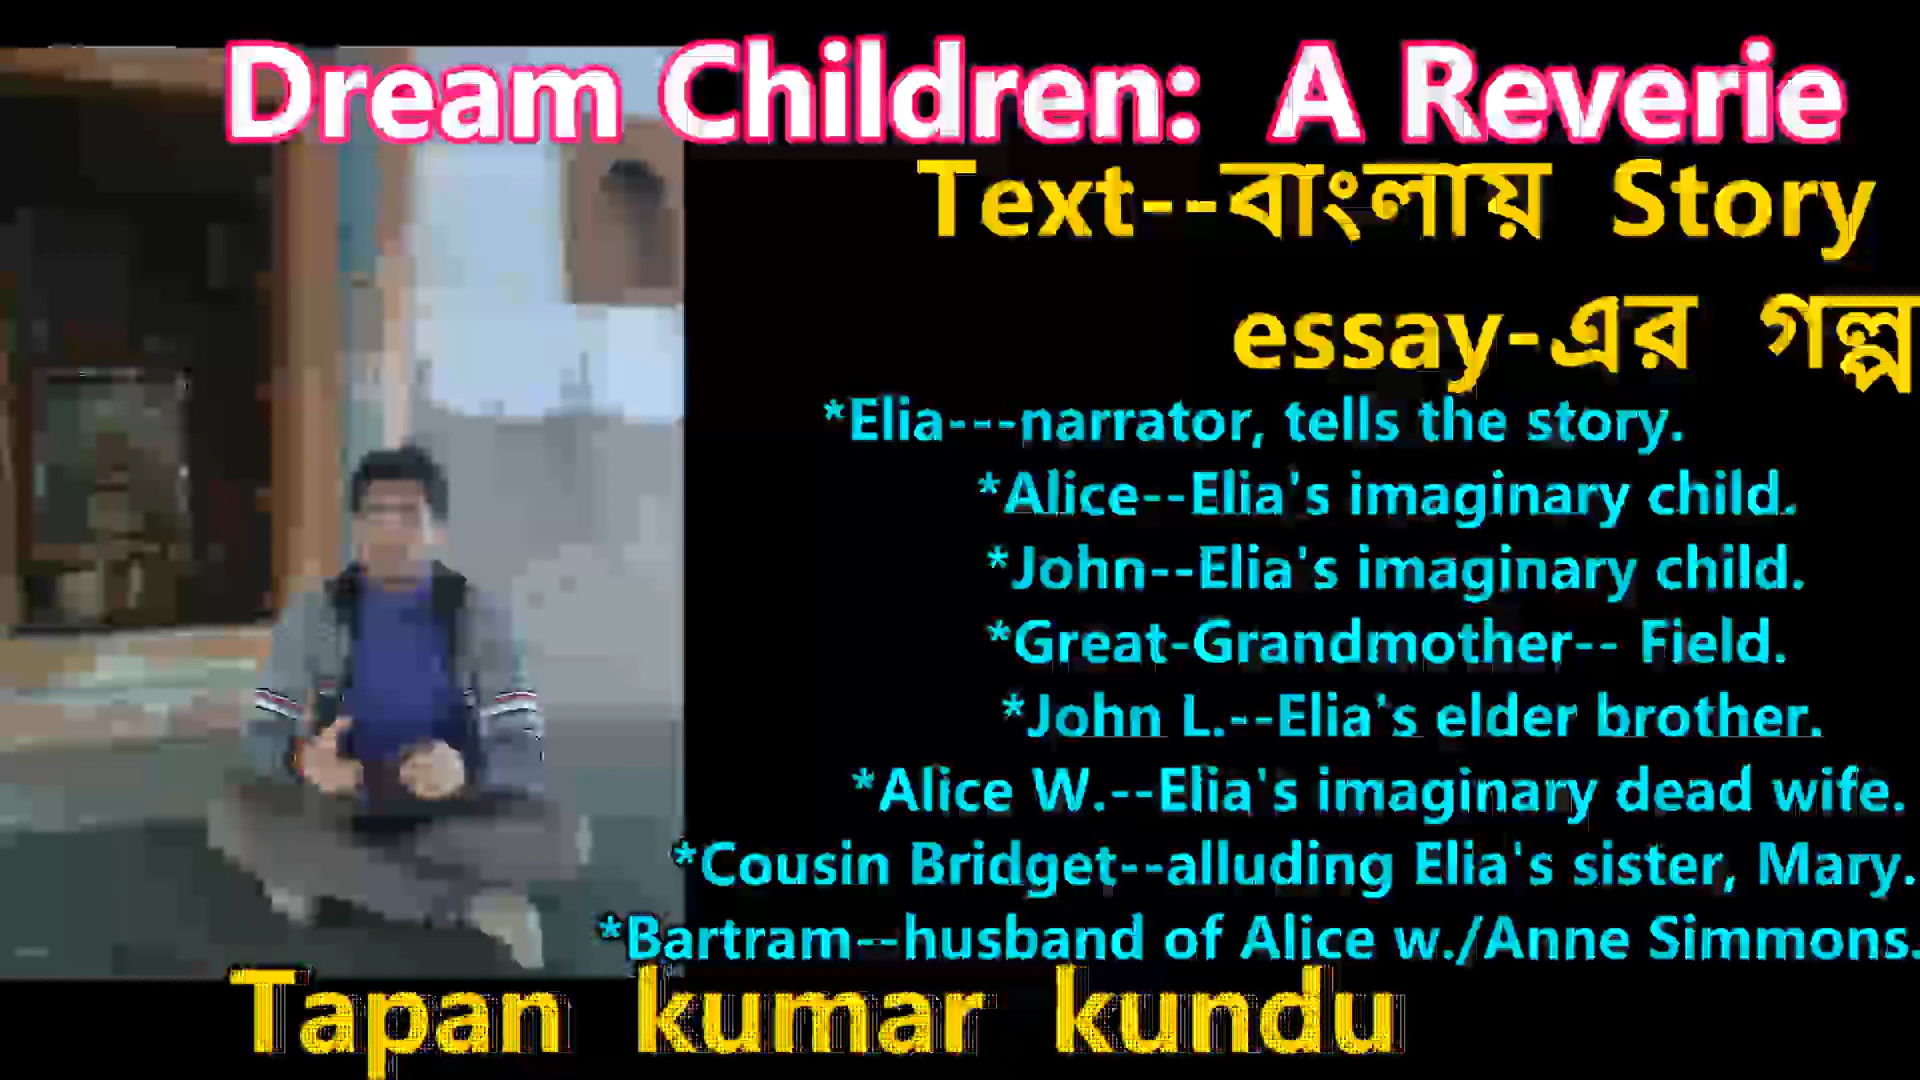 Dream Children: A Reverie
Text--বাংলায় Story
essay-এর গল্প
*Elia---narrator, tells the story.
*Alice--Elia's imaginary child.
*John--Elia's imaginary child.
*Great-Grandmother-- Field.
*John L.--Elia's elder brother.
*Alice W.--Elia's imaginary dead wife.
*Cousin Bridget--alluding Elia's sister, Mary.
*Bartram--husband of Alice w./Anne Simmons.
Tapan kumar kundu